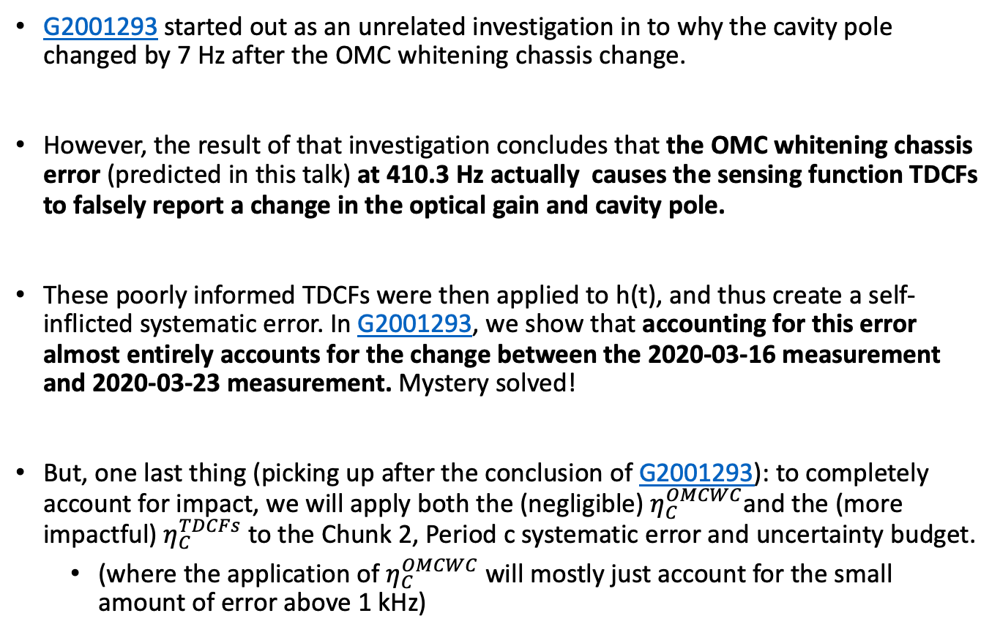 • G2001293 started out as an unrelated investigation in to why the cavity pole
changed by 7 Hz after the OMC whitening chassis change.
• However, the result of that investigation concludes that the OMC whitening chassis
error (predicted in this talk) at 410.3 Hz actually causes the sensing function TDCFs
to falsely report a change in the optical gain and cavity pole.
• These poorly informed TDCFs were then applied to h(t), and thus create a self-
inflicted systematic error. In G2001293, we show that accounting for this error
almost entirely accounts for the change between the 2020-03-16 measurement
and 2020-03-23 measurement. Mystery solved!
• But, one last thing (picking up after the conclusion of G2001293): to completely
account for impact, we will apply both the (negligible) η_C^{OMCWC} and the (more
impactful) η_C^{TDCFs} to the Chunk 2, Period c systematic error and uncertainty budget.
• (where the application of η_C^{OMCWC} will mostly just account for the small
amount of error above 1 kHz)